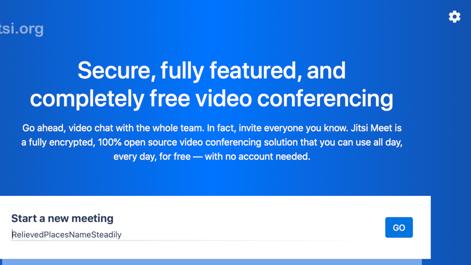 tsi.org
Secure, fully featured, and
completely free video conferencing
Go ahead, video chat with the whole team. In fact, invite everyone you know. Jitsi Meet is
a fully encrypted, 100% open source video conferencing solution that you can use all day,
every day, for free — with no account needed.
Start a new meeting
RelievedPlacesNameSteadily
GO